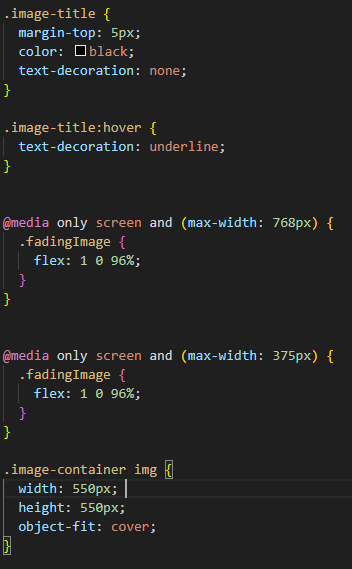 .image-title {
  margin-top: 5px;
  color: black;
  text-decoration: none;
}

.image-title:hover {
  text-decoration: underline;
}


@media only screen and (max-width: 768px) {
  .fadingImage {
    flex: 1 0 96%;
  }
}


@media only screen and (max-width: 375px) {
  .fadingImage {
    flex: 1 0 96%;
  }
}

.image-container img {
  width: 550px;
  height: 550px;
  object-fit: cover;
}